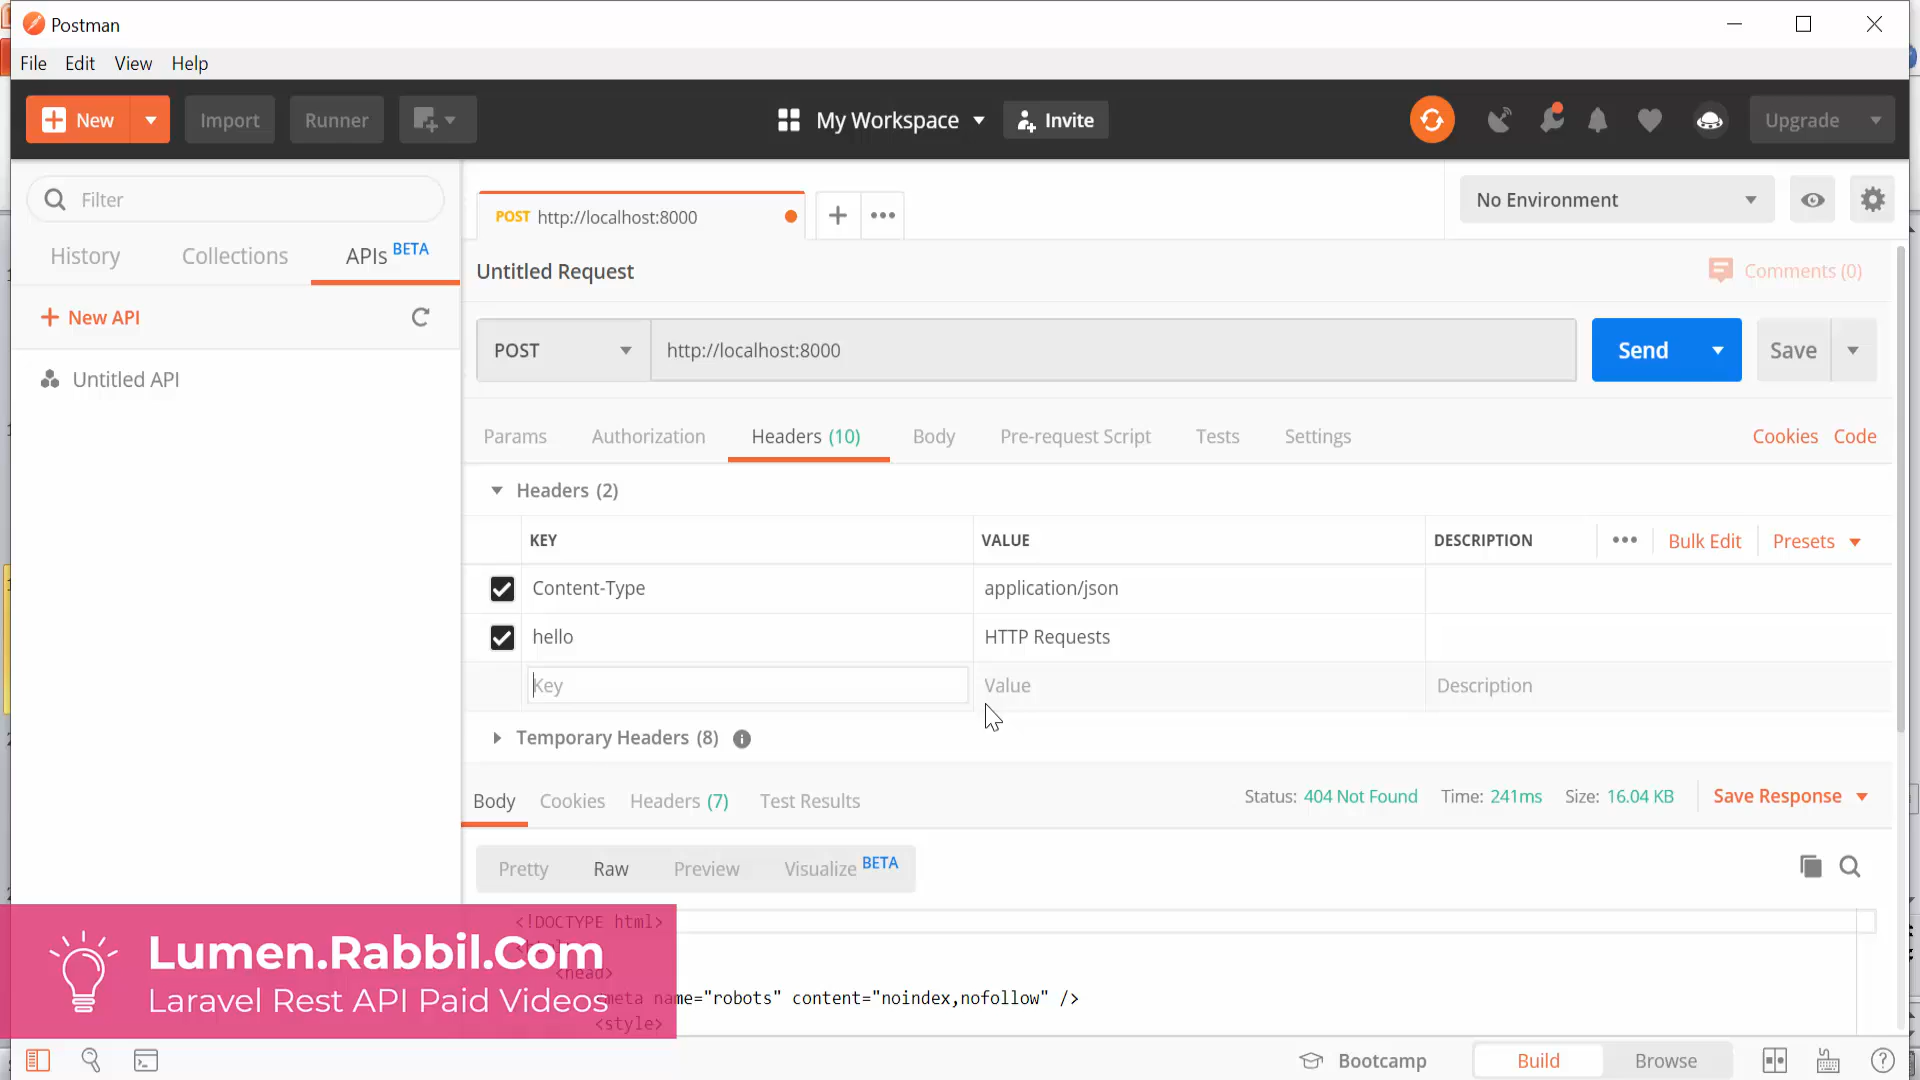 Postman
File Edit View Help
New Import Runner My Workspace Invite Upgrade
Filter
History Collections APIs BETA
New API
Untitled API
POST http://localhost:8000
No Environment
Untitled Request
Comments (0)
POST http://localhost:8000 Send Save
Params Authorization Headers (10) Body Pre-request Script Tests Settings Cookies Code
Headers (2)
KEY VALUE DESCRIPTION Bulk Edit Presets
Content-Type application/json
hello HTTP Requests
Key Value Description
Temporary Headers (8)
Body Cookies Headers (7) Test Results Status: 404 Not Found Time: 241ms Size: 16.04 KB Save Response
Pretty Raw Preview Visualize BETA
<!DOCTYPE html>
<head>
meta name="robots" content="noindex,nofollow" />
<style>
Lumen.Rabbil.Com
Laravel Rest API Paid Videos
Bootcamp Build Browse